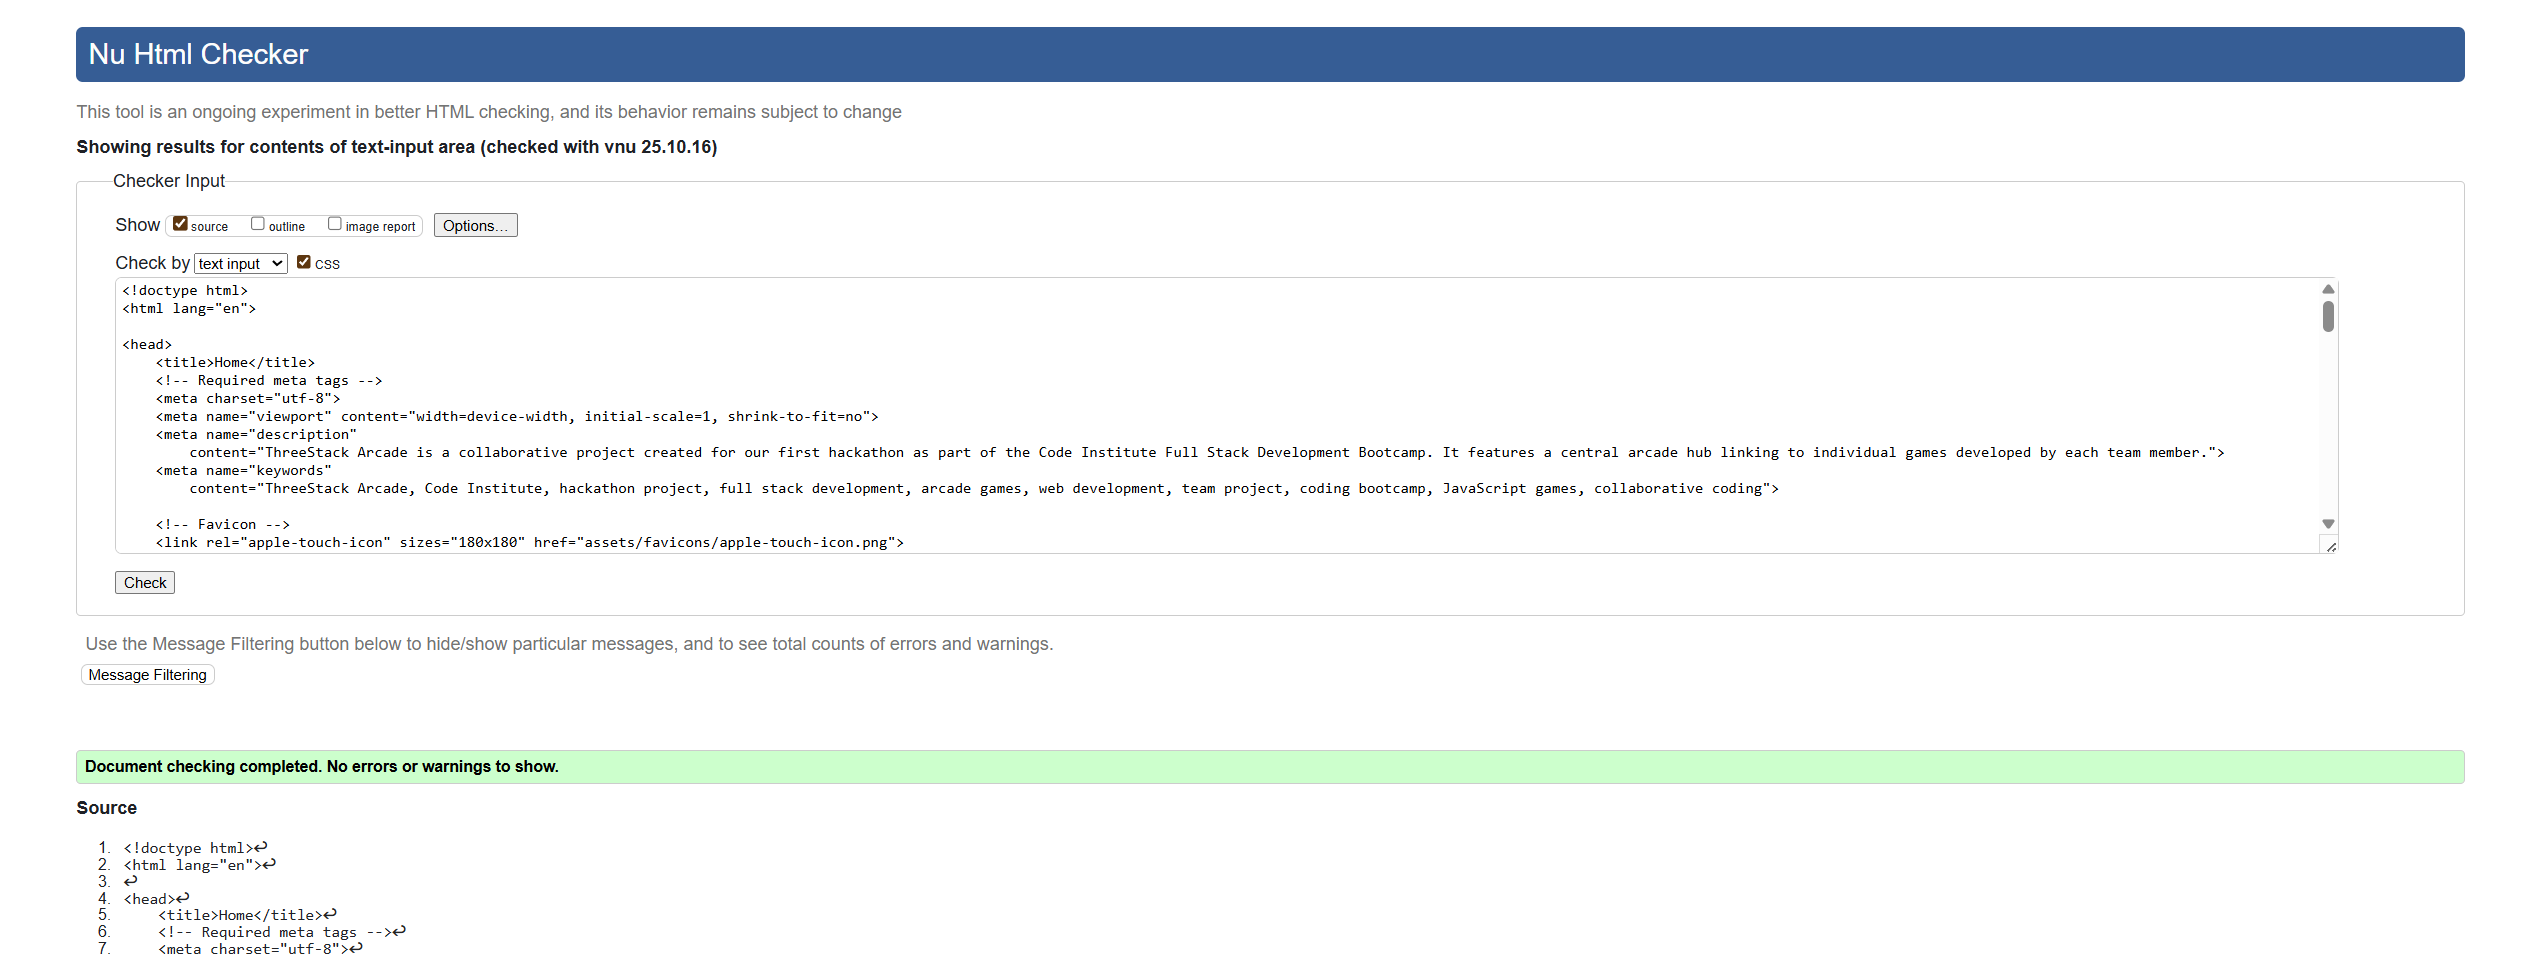 Nu Html Checker
This tool is an ongoing experiment in better HTML checking, and its behavior remains subject to change
Showing results for contents of text-input area (checked with vnu 25.10.16)
Checker Input
Show source outline image report Options...
Check by text input CSS
<!doctype html>
<html lang="en">
<head>
    <title>Home</title>
    <!-- Required meta tags -->
    <meta charset="utf-8">
    <meta name="viewport" content="width=device-width, initial-scale=1, shrink-to-fit=no">
    <meta name="description"
        content="ThreeStack Arcade is a collaborative project created for our first hackathon as part of the Code Institute Full Stack Development Bootcamp. It features a central arcade hub linking to individual games developed by each team member.">
    <meta name="keywords"
        content="ThreeStack Arcade, Code Institute, hackathon project, full stack development, arcade games, web development, team project, coding bootcamp, JavaScript games, collaborative coding">
    <!-- Favicon -->
    <link rel="apple-touch-icon" sizes="180x180" href="assets/favicons/apple-touch-icon.png">
Check
Use the Message Filtering button below to hide/show particular messages, and to see total counts of errors and warnings.
Message Filtering
Document checking completed. No errors or warnings to show.
Source
1. <!doctype html>↩
2. <html lang="en">↩
3. ↩
4. <head>↩
5.     <title>Home</title>↩
6.     <!-- Required meta tags -->↩
7.     <meta charset="utf-8">↩